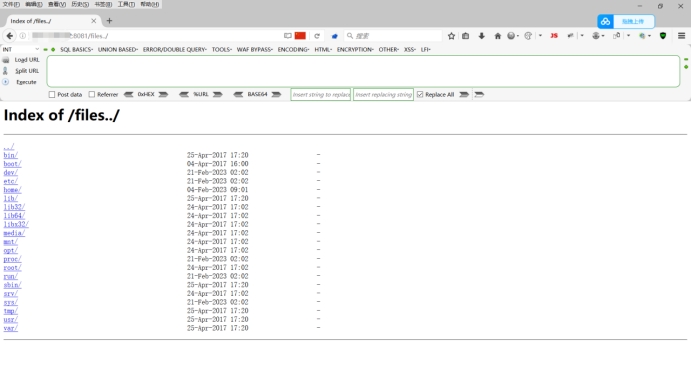 文件(F) 编辑(E) 查看(V) 历史(S) 书签(B) 工具(T) 帮助(H)
Index of /files../
拖拽上传
:8081/files../
搜索
INT
SQL BASICS UNION BASED ERROR/DOUBLE QUERY TOOLS WAF BYPASS ENCODING HTML ENCRYPTION OTHER XSS LFI
Load URL
Split URL
Execute
Post data Referrer 0xHEX %URL BASE64 Insert string to replace Insert replacing string Replace All
Index of /files../
../
bin/ 25-Apr-2017 17:20 -
boot/ 04-Apr-2017 16:00 -
dev/ 21-Feb-2023 02:02 -
etc/ 21-Feb-2023 02:02 -
home/ 04-Feb-2023 09:01 -
lib/ 25-Apr-2017 17:20 -
lib32/ 24-Apr-2017 17:02 -
lib64/ 24-Apr-2017 17:02 -
libx32/ 24-Apr-2017 17:02 -
media/ 24-Apr-2017 17:02 -
mnt/ 24-Apr-2017 17:02 -
opt/ 24-Apr-2017 17:02 -
proc/ 21-Feb-2023 02:02 -
root/ 24-Apr-2017 17:02 -
run/ 21-Feb-2023 02:02 -
sbin/ 25-Apr-2017 17:20 -
srv/ 24-Apr-2017 17:02 -
sys/ 21-Feb-2023 02:02 -
tmp/ 25-Apr-2017 17:20 -
usr/ 25-Apr-2017 17:20 -
var/ 25-Apr-2017 17:20 -